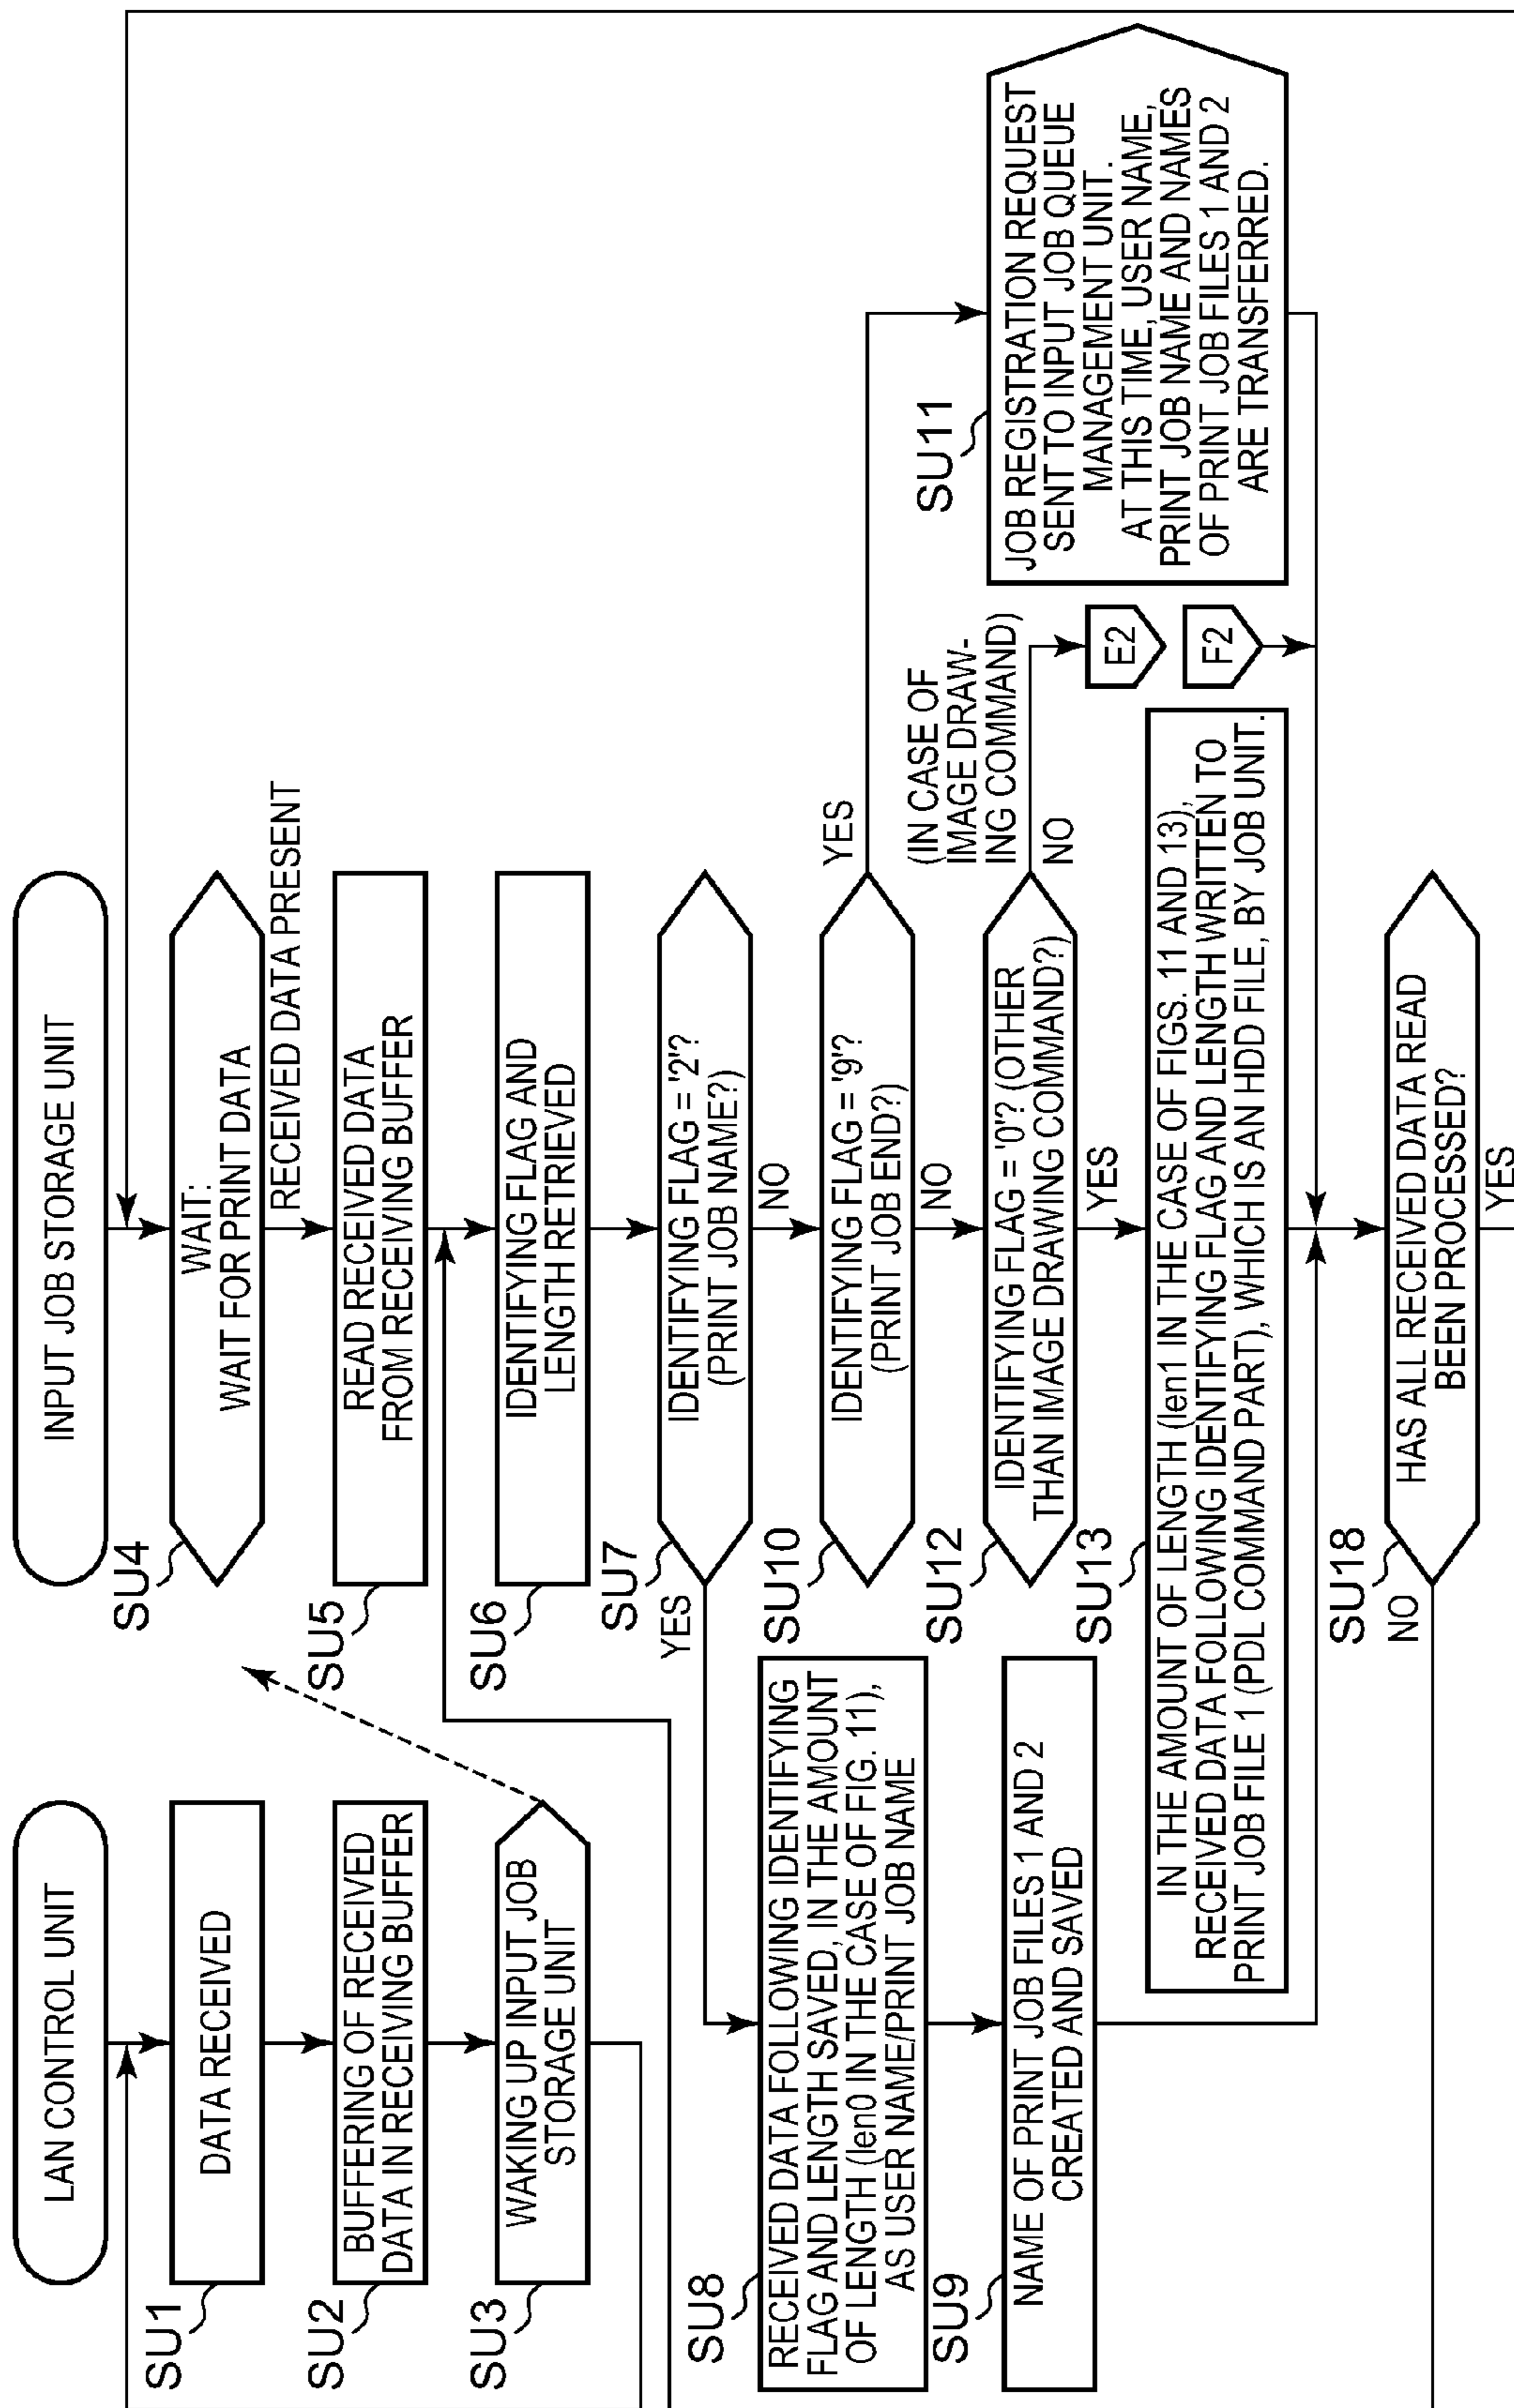 LAN CONTROL UNIT
SU1
DATA RECEIVED
SU2
BUFFERING OF RECEIVED
DATA IN RECEIVING BUFFER
SU3
WAKING UP INPUT JOB
STORAGE UNIT
INPUT JOB STORAGE UNIT
SU4
WAIT:
WAIT FOR PRINT DATA
RECEIVED DATA PRESENT
SU5
READ RECEIVED DATA
FROM RECEIVING BUFFER
SU6
IDENTIFYING FLAG AND
LENGTH RETRIEVED
SU7
IDENTIFYING FLAG = '2'?
(PRINT JOB NAME?)
YES
NO
SU8
RECEIVED DATA FOLLOWING IDENTIFYING
FLAG AND LENGTH SAVED, IN THE AMOUNT
OF LENGTH (len0 IN THE CASE OF FIG. 11),
AS USER NAME/PRINT JOB NAME
SU9
NAME OF PRINT JOB FILES 1 AND 2
CREATED AND SAVED
SU10
IDENTIFYING FLAG = '9'?
(PRINT JOB END?)
YES
NO
SU11
JOB REGISTRATION REQUEST
SENT TO INPUT JOB QUEUE
MANAGEMENT UNIT.
AT THIS TIME, USER NAME,
PRINT JOB NAME AND NAMES
OF PRINT JOB FILES 1 AND 2
ARE TRANSFERRED.
SU12
IDENTIFYING FLAG = '0'? (OTHER
THAN IMAGE DRAWING COMMAND?)
(IN CASE OF
IMAGE DRAW-
ING COMMAND)
NO
YES
E2
F2
SU13
IN THE AMOUNT OF LENGTH (len1 IN THE CASE OF FIGS. 11 AND 13),
RECEIVED DATA FOLLOWING IDENTIFYING FLAG AND LENGTH WRITTEN TO
PRINT JOB FILE 1 (PDL COMMAND PART), WHICH IS AN HDD FILE, BY JOB UNIT.
SU18
HAS ALL RECEIVED DATA READ
BEEN PROCESSED?
NO
YES